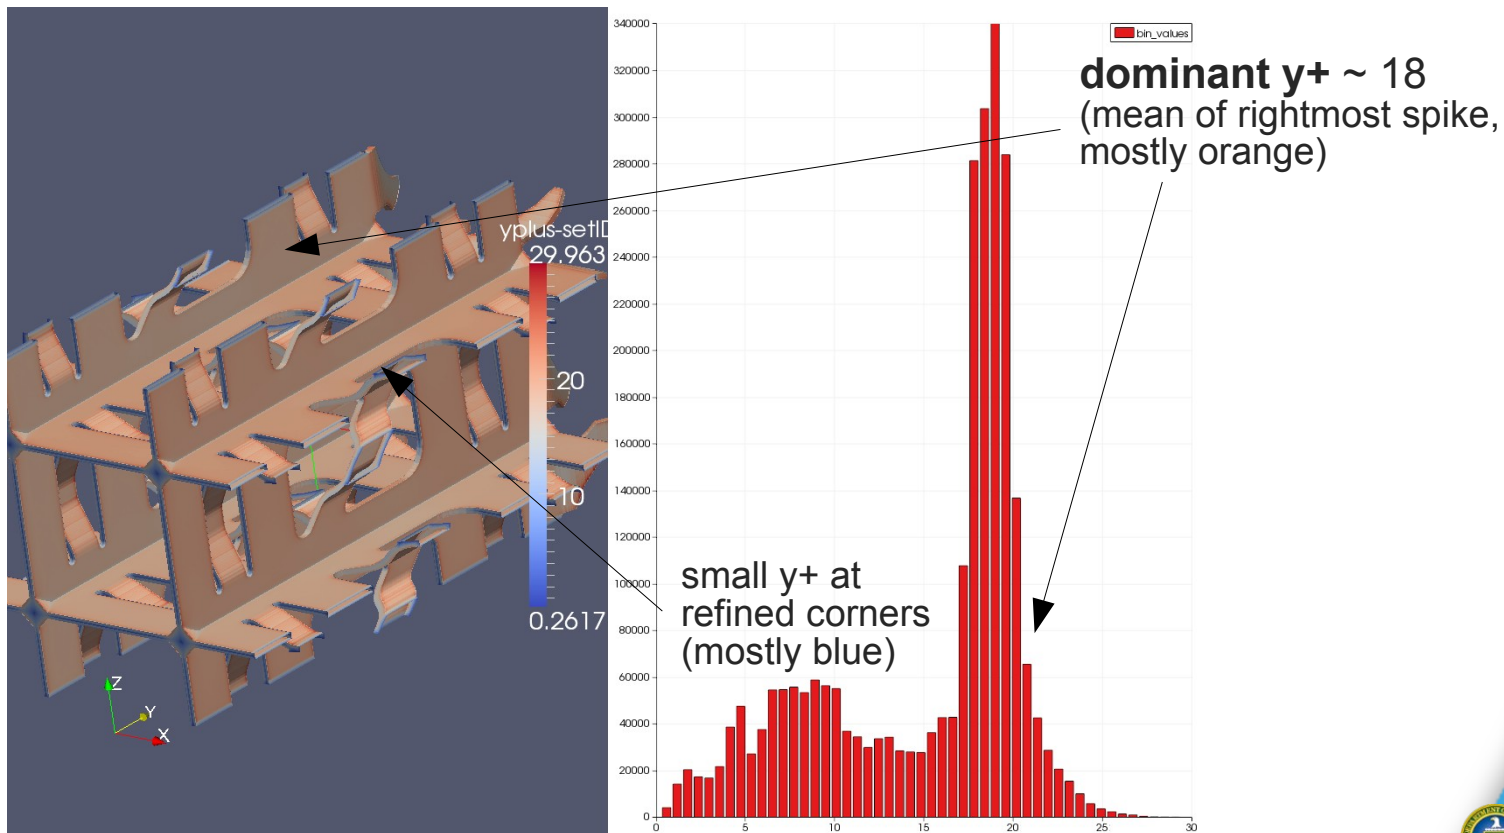 340000
bin_values
320000
300000
280000
260000
240000
220000
200000
180000
160000
140000
120000
100000
80000
60000
40000
20000
0
0 5 10 15 20 25 30
dominant y+ ~ 18
(mean of rightmost spike,
mostly orange)
yplus-setID
29.963
20
10
0.2617
small y+ at
refined corners
(mostly blue)
Z
Y
X